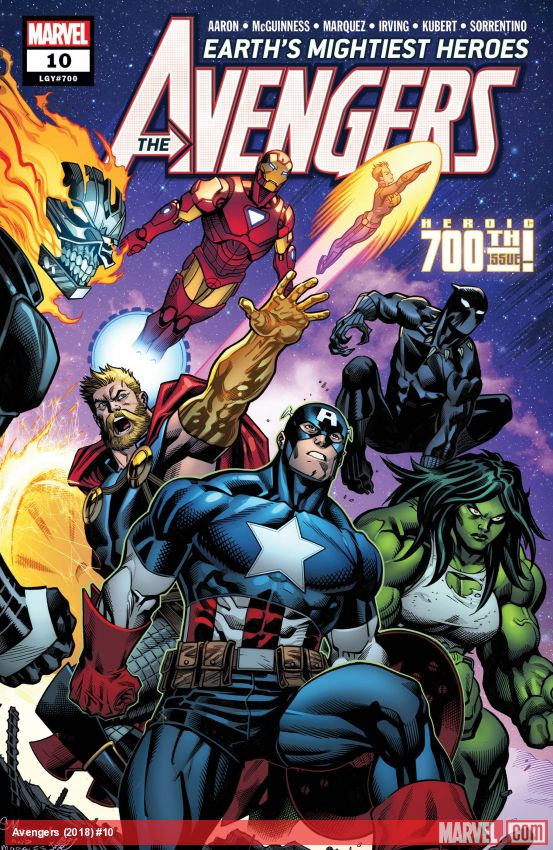 MARVEL
10
LGY#700
AARON • McGUINNESS • MARQUEZ • IRVING • KUBERT • SORRENTINO
EARTH'S MIGHTIEST HEROES
THE AVENGERS
HEROIC
700TH ISSUE!
A
Avengers (2018) #10
MARVEL.com